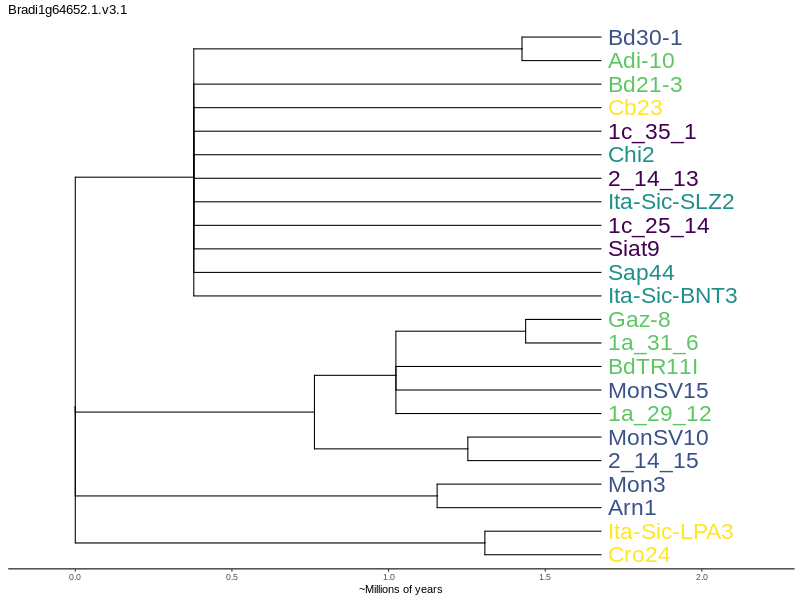 Bradi1g64652.1.v3.1
Bd30-1
Adi-10
Bd21-3
Cb23
1c_35_1
Chi2
2_14_13
Ita-Sic-SLZ2
1c_25_14
Siat9
Sap44
Ita-Sic-BNT3
Gaz-8
1a_31_6
BdTR11I
MonSV15
1a_29_12
MonSV10
2_14_15
Mon3
Arn1
Ita-Sic-LPA3
Cro24
0.0 0.5 1.0 1.5 2.0
~Millions of years